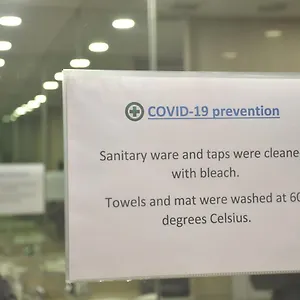 COVID-19 prevention
Sanitary ware and taps were cleane
with bleach.
Towels and mat were washed at 60
degrees Celsius.